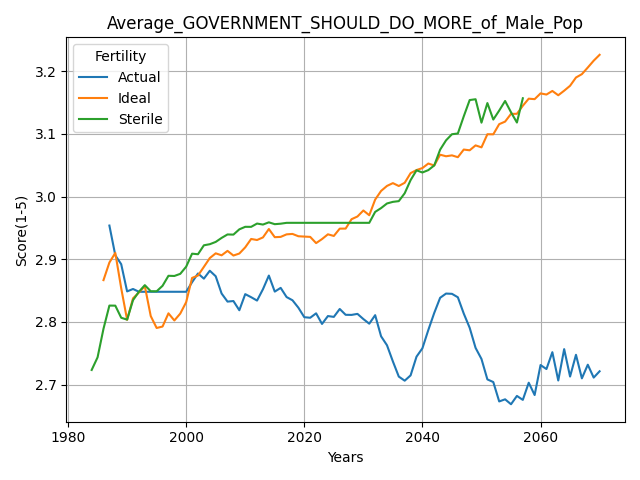 Average_GOVERNMENT_SHOULD_DO_MORE_of_Male_Pop
Fertility
Actual
Ideal
Sterile
Score(1-5)
3.2
3.1
3.0
2.9
2.8
2.7
1980
2000
2020
2040
2060
Years